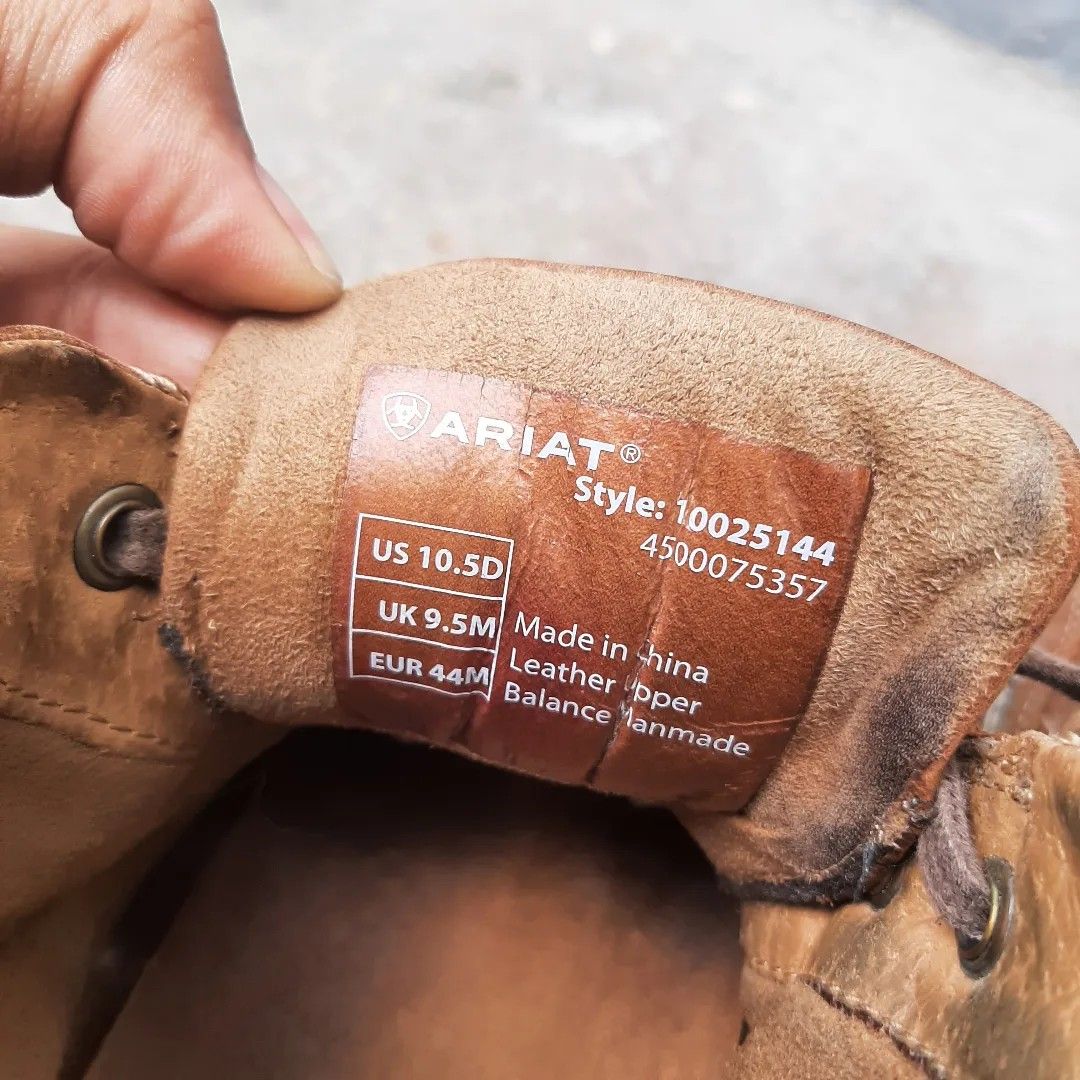 ARIAT®
Style: 10025144
4500075357
US 10.5D
UK 9.5M
EUR 44M
Made in China
Leather Upper
Balance Manmade